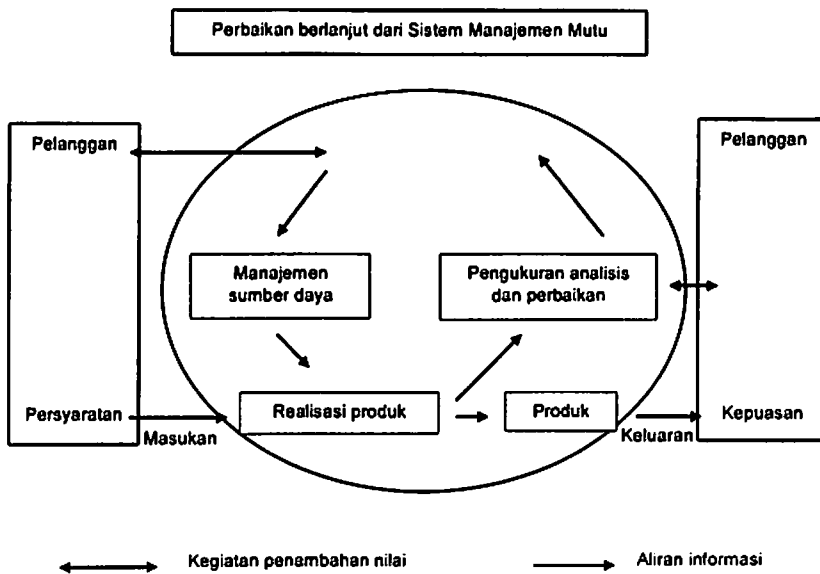 Perbaikan berlanjut dari Sistem Manajemen Mutu
Pelanggan
Pelanggan
Manajemen
sumber daya
Pengukuran analisis
dan perbaikan
Persyaratan
Masukan
Realisasi produk
Produk
Keluaran
Kepuasan
Kegiatan penambahan nilai
Aliran informasi